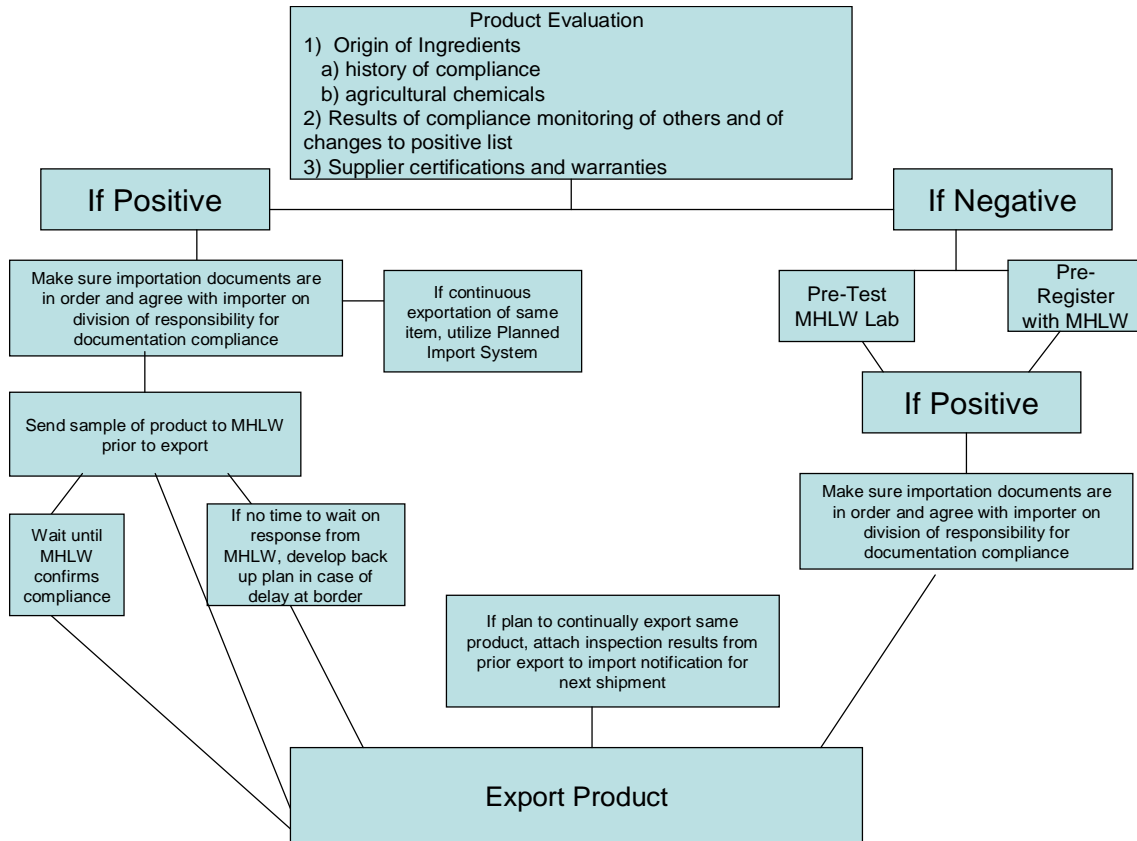 Product Evaluation
1) Origin of Ingredients
a) history of compliance
b) agricultural chemicals
2) Results of compliance monitoring of others and of
changes to positive list
3) Supplier certifications and warranties
If Positive
If Negative
Make sure importation documents are
in order and agree with importer on
division of responsibility for
documentation compliance
If continuous
exportation of same
item, utilize Planned
Import System
Pre-Test
MHLW Lab
Pre-
Register
with MHLW
If Positive
Send sample of product to MHLW
prior to export
Wait until
MHLW
confirms
compliance
If no time to wait on
response from
MHLW, develop back
up plan in case of
delay at border
Make sure importation documents are
in order and agree with importer on
division of responsibility for
documentation compliance
If plan to continually export same
product, attach inspection results from
prior export to import notification for
next shipment
Export Product